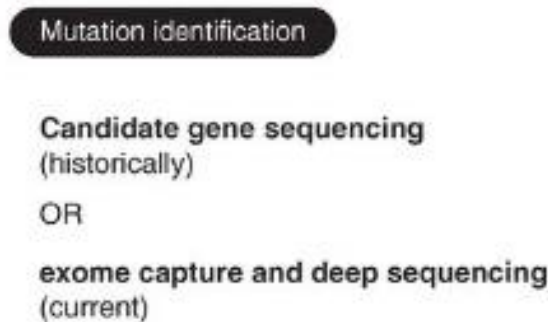 Mutation identification
Candidate gene sequencing
(historically)
OR
exome capture and deep sequencing
(current)